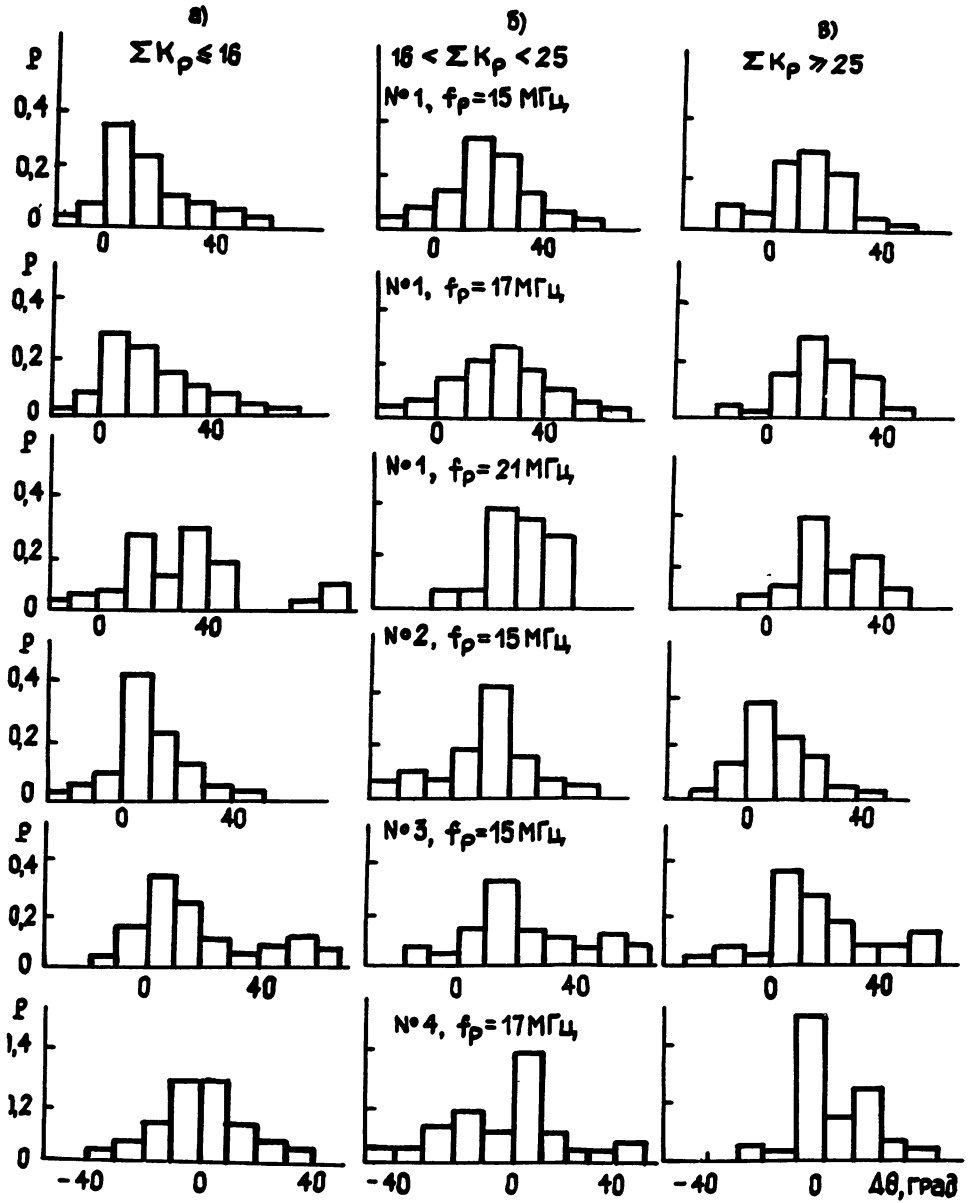 а) б) в)
ΣKp ≤ 16 16 < ΣKp < 25 ΣKp ⩾ 25
P
№1, fp = 15 МГц,
0,4
0,2
0
0 40 0 40 0 40
P
№1, fp = 17 МГц,
0,4
0,2
0
0 40 0 40 0 40
P
№1, fp = 21 МГц,
0,4
0,2
0
0 40 0 40
P
№2, fp = 15 МГц,
0,4
0,2
0
0 40 0 40
P
№3, fp = 15 МГц,
0,4
0,2
0
0 40 0 40 0 40
P
№4, fp = 17 МГц,
),4
),2
0
-40 0 40 -40 0 40 -40 0 Δθ, град